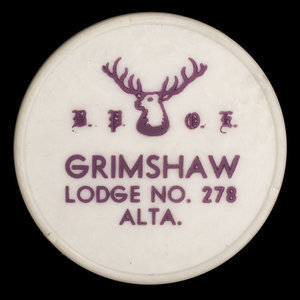 B. P. O. E.
GRIMSHAW
LODGE NO. 278
ALTA.